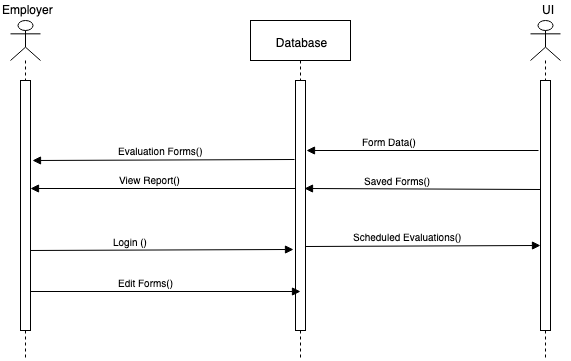 Employer
UI
Database
Form Data()
Evaluation Forms()
View Report()
Saved Forms()
Login ()
Scheduled Evaluations()
Edit Forms()